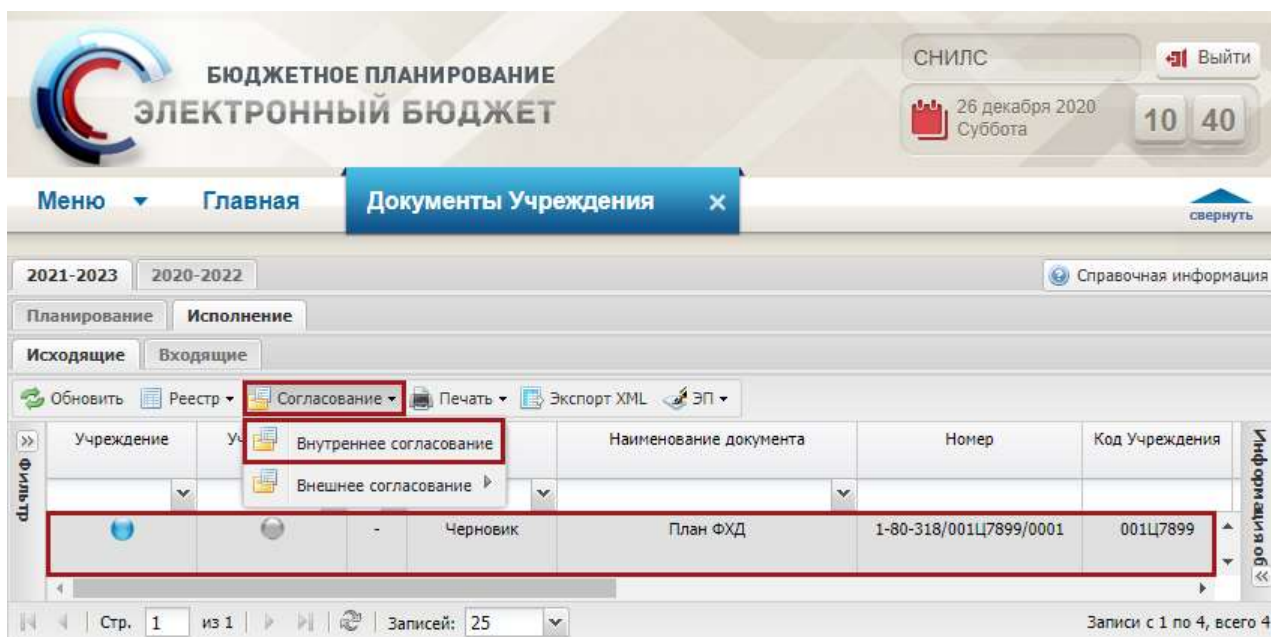 БЮДЖЕТНОЕ ПЛАНИРОВАНИЕ
ЭЛЕКТРОННЫЙ БЮДЖЕТ
СНИЛС
Выйти
26 декабря 2020
Суббота
10 40
Меню
Главная
Документы Учреждения
свернуть
2021-2023
2020-2022
Справочная информация
Планирование
Исполнение
Исходящие
Входящие
Обновить
Реестр
Согласование
Печать
Экспорт XML
ЭП
Внутреннее согласование
Внешнее согласование
Фильтр
Учреждение
Наименование документа
Номер
Код Учреждения
- Черновик План ФХД 1-80-318/001Ц7899/0001 001Ц7899
Стр. 1 из 1
Записей: 25
Записи с 1 по 4, всего 4